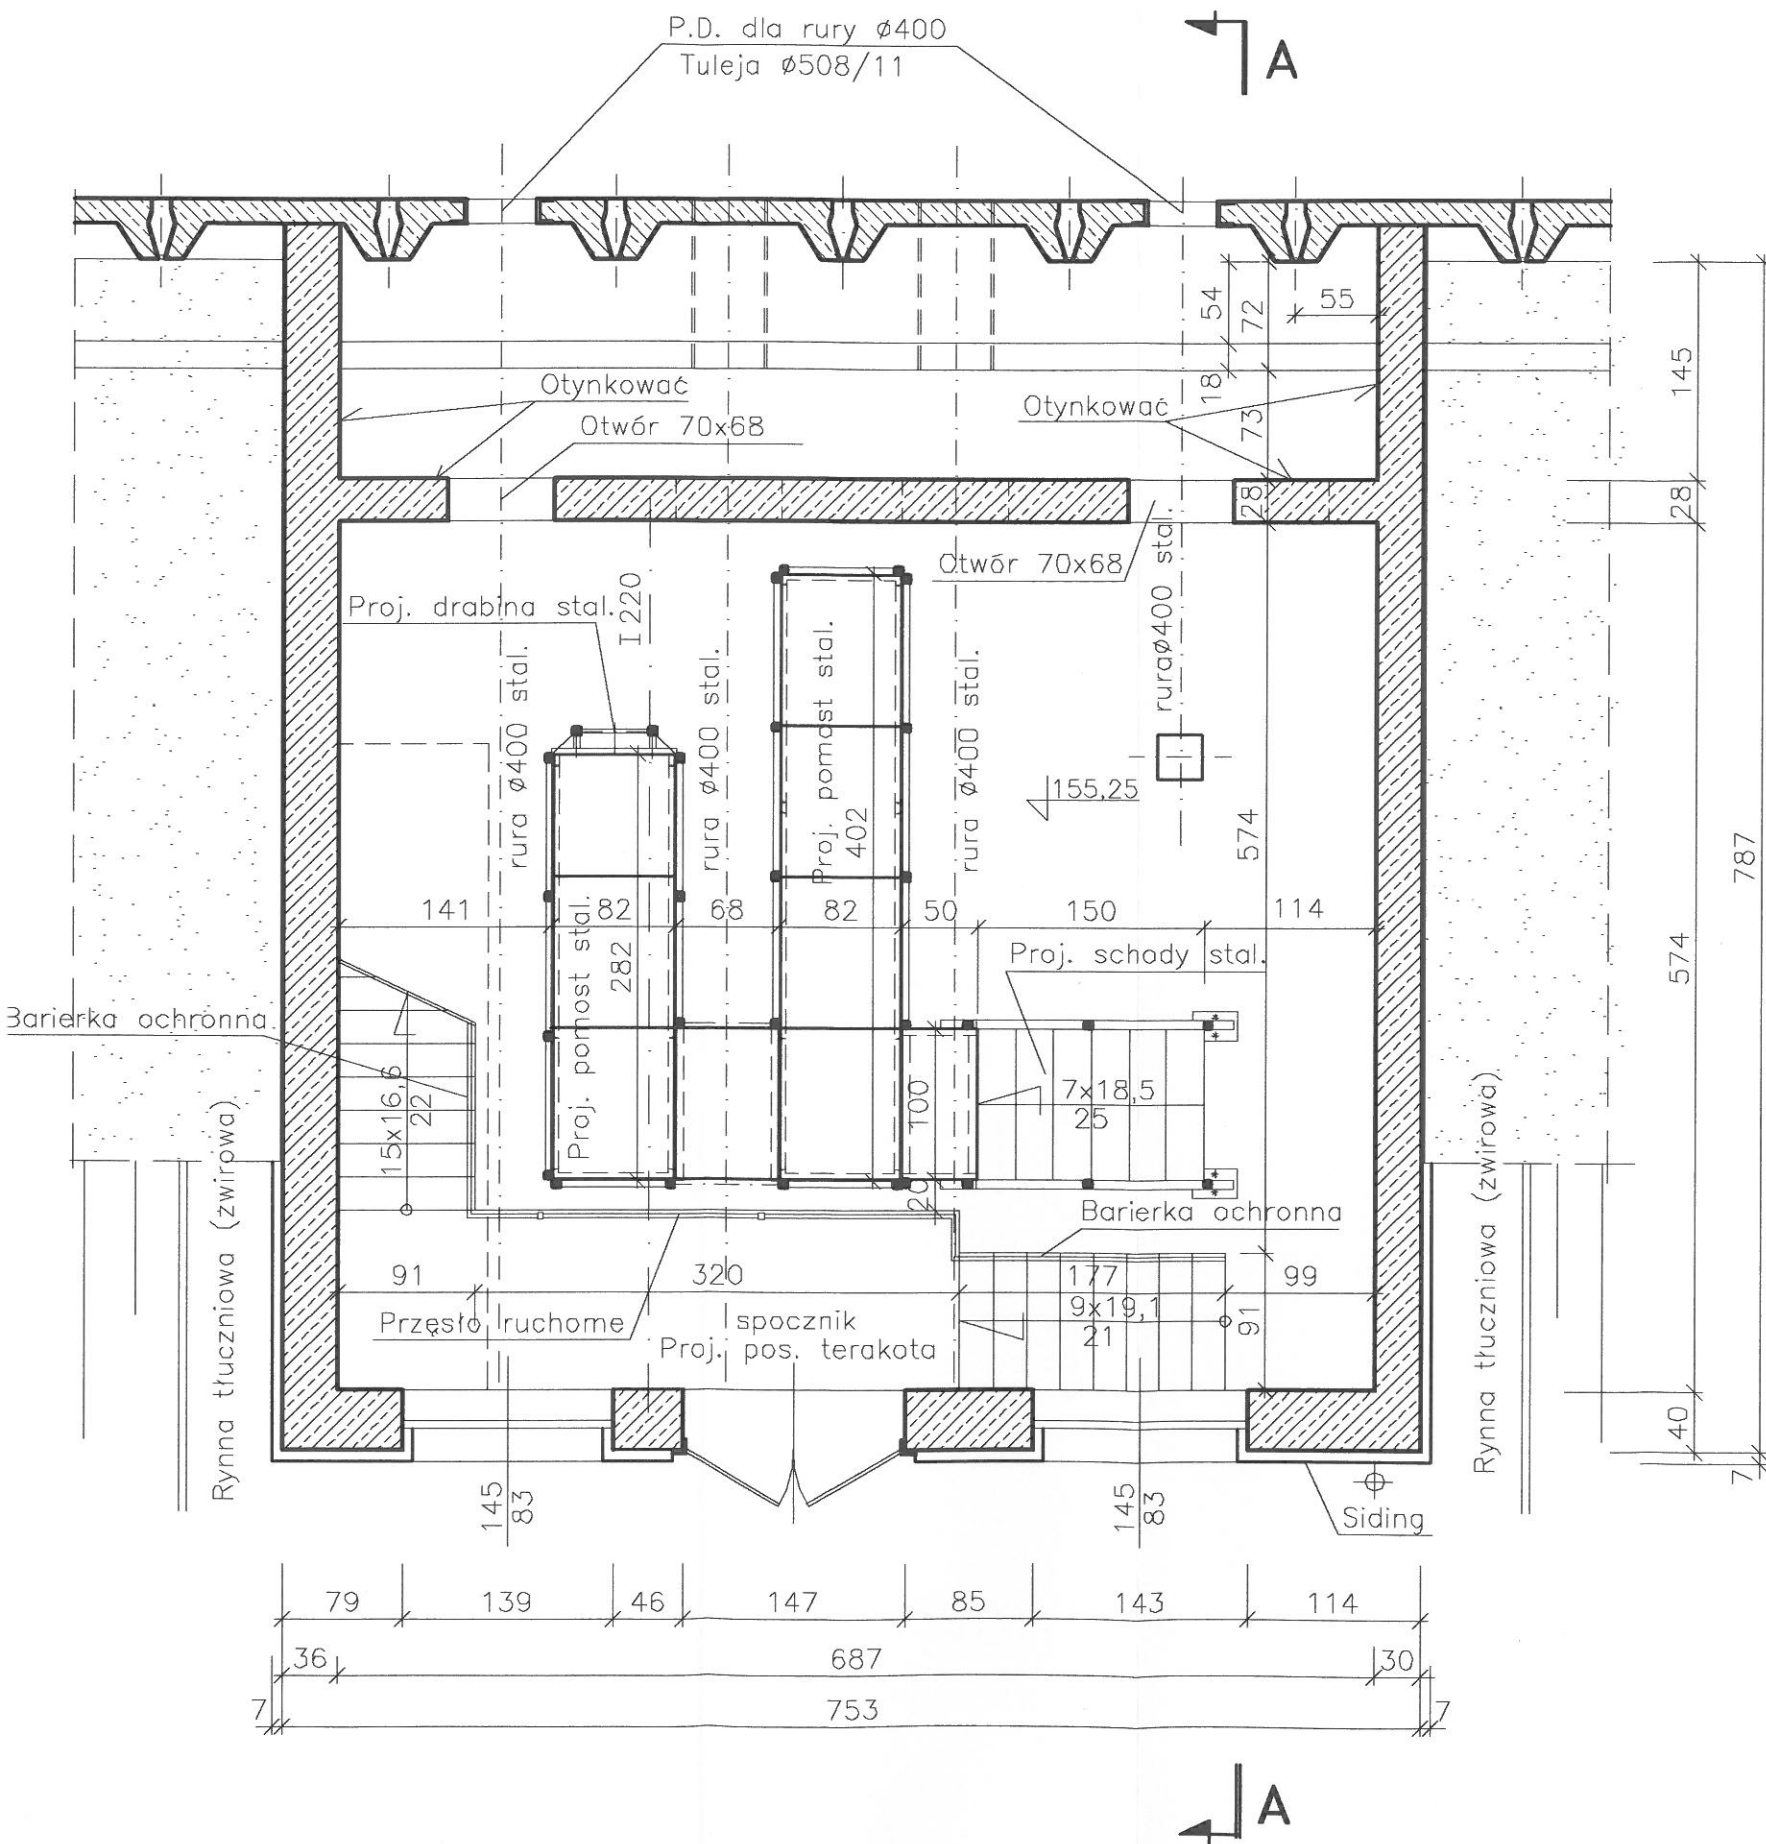 P.D. dla rury ø400
Tuleja ø508/11
A
54
72
55
18
73
145
Otynkować
Otwór 70x68
Otynkować
28
28
Otwór 70x68
Proj. drabina stal.
I 220
rura ø400 stal.
rura ø400 stal.
Proj. pomost stal.
402
rura ø400 stal.
rura ø400 stal.
155,25
574
787
574
141
82
68
82
50
150
114
Proj. pomost stal.
282
Proj. schody stal.
Barierka ochronna
15x16,6
22
100
7x18,5
25
20
Barierka ochronna
Rynna tłuczniowa (zwirowa)
Rynna tłuczniowa (zwirowa)
91
320
177
99
9x19,1
21
91
Przęsło ruchome
spocznik
Proj. pos. terakota
40
7
145
83
145
83
Siding
79
139
46
147
85
143
114
36
687
30
7
753
7
A